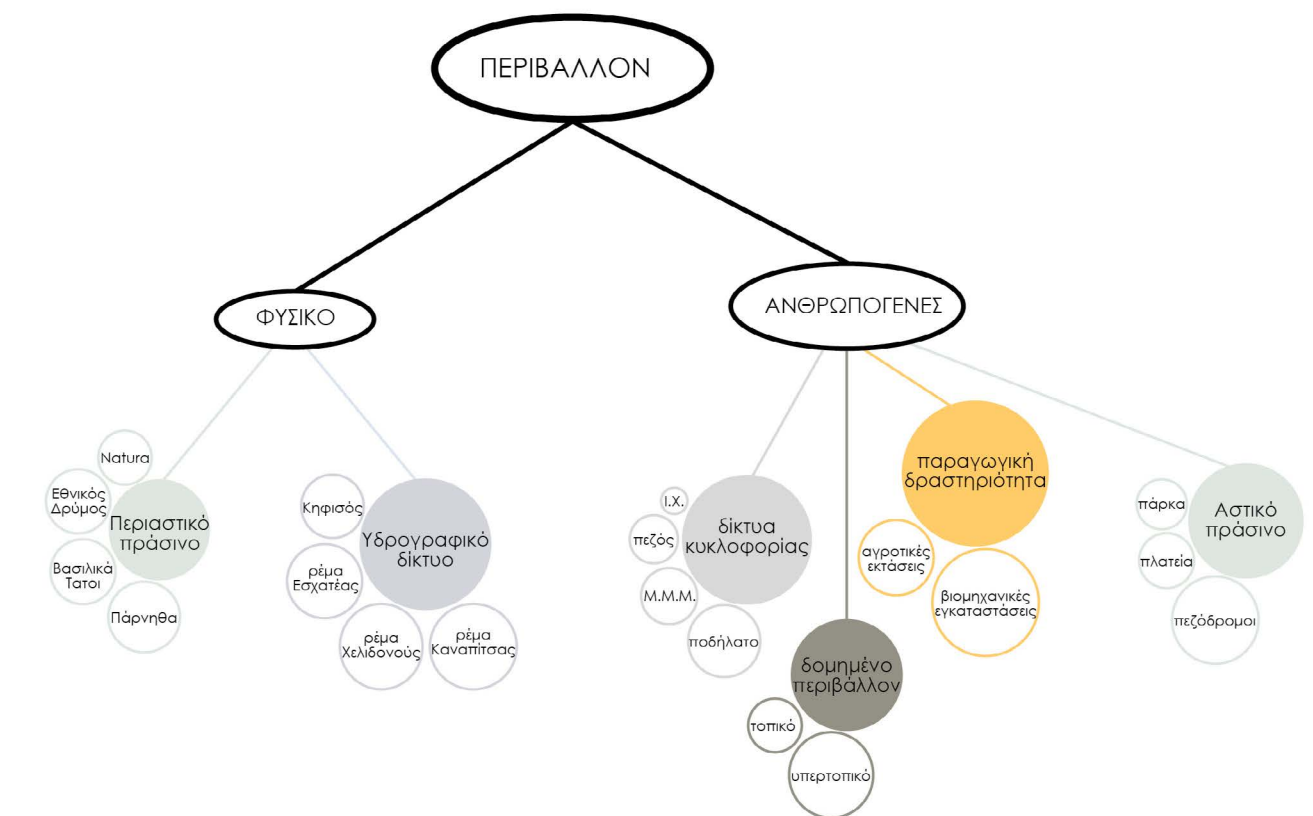 ΠΕΡΙΒΑΛΛΟΝ
ΦΥΣΙΚΟ
ΑΝΘΡΩΠΟΓΕΝΕΣ
Natura
Εθνικός
Δρύμος
Περιαστικό
πράσινο
Βασιλικά
Τατοι
Πάρνηθα
Κηφισός
Υδρογραφικό
δίκτυο
ρέμα
Εσχατέας
ρέμα
Χελιδονούς
ρέμα
Καναπίτσας
Ι.Χ.
πεζός
δίκτυα
κυκλοφορίας
Μ.Μ.Μ.
ποδήλατο
δομημένο
περιβάλλον
τοπικό
υπερτοπικό
παραγωγική
δραστηριότητα
αγροτικές
εκτάσεις
βιομηχανικές
εγκαταστάσεις
πάρκα
Αστικό
πράσινο
πλατεία
πεζόδρομοι